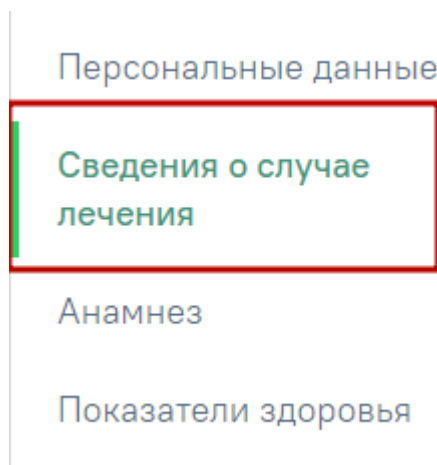 Персональные данные
Сведения о случае
лечения
Анамнез
Показатели здоровья